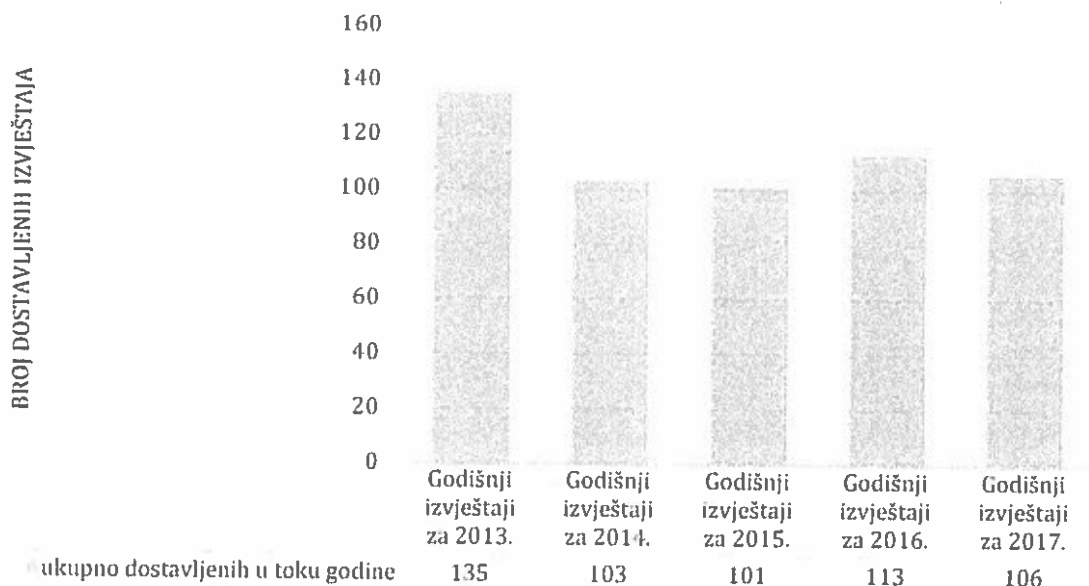 BROJ DOSTAVLJENIH IZVJEŠTAJA
160
140
120
100
80
60
40
20
0
Godišnji izvještaji za 2013.
Godišnji izvještaji za 2014.
Godišnji izvještaji za 2015.
Godišnji izvještaji za 2016.
Godišnji izvještaji za 2017.
ukupno dostavljenih u toku godine 135 103 101 113 106